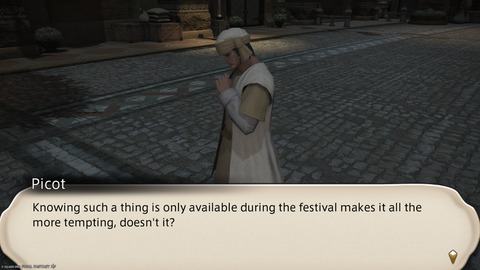 Picot
Knowing such a thing is only available during the festival makes it all the
more tempting, doesn't it?